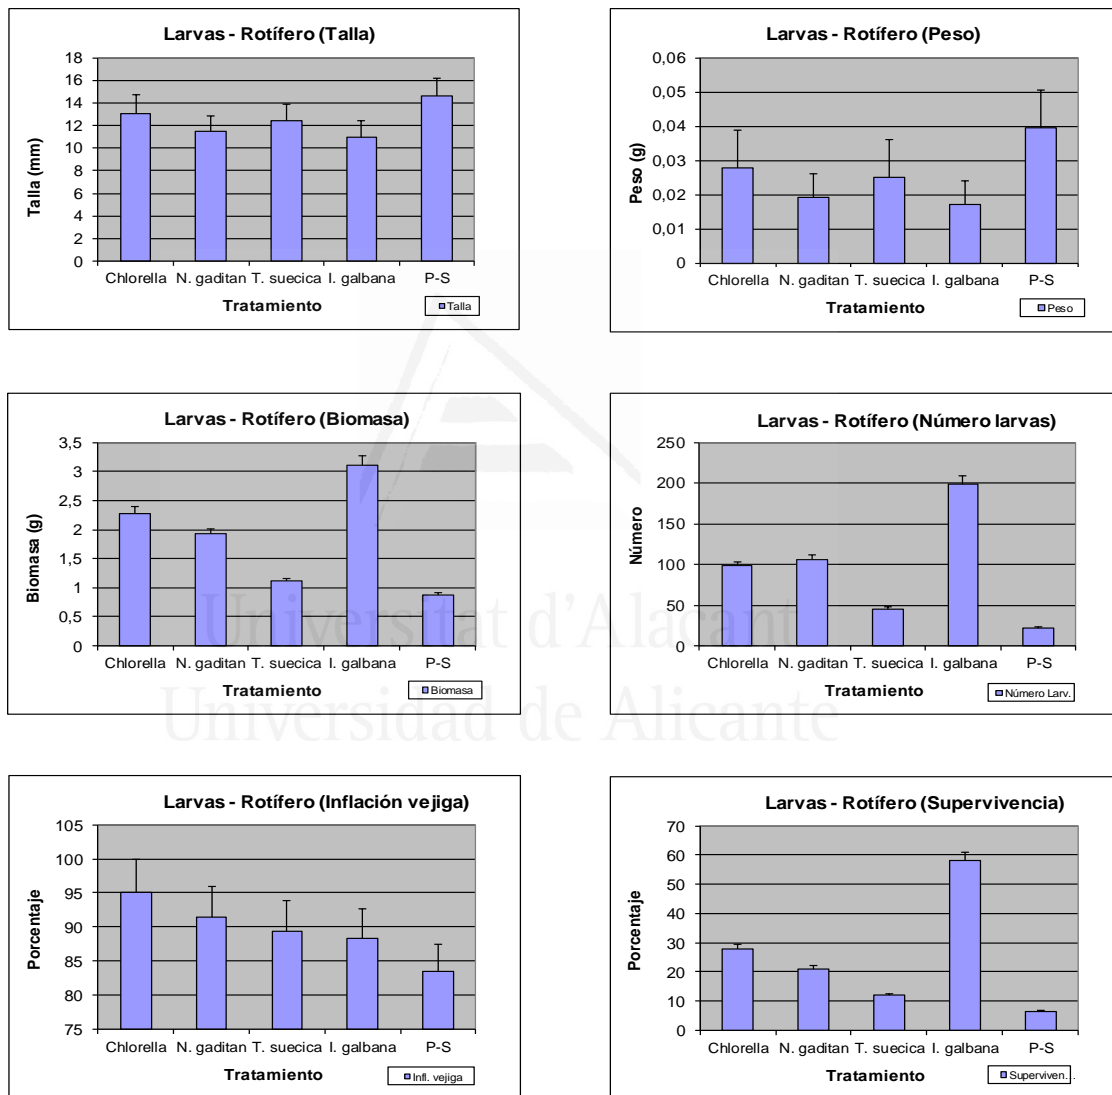 Larvas - Rotífero (Talla)
18
16
14
12
10
8
6
4
2
0
Talla (mm)
Chlorella N. gaditan T. suecica I. galbana P-S
Tratamiento
Talla
Larvas - Rotífero (Peso)
0,06
0,05
0,04
0,03
0,02
0,01
0
Peso (g)
Chlorella N. gaditan T. suecica I. galbana P-S
Tratamiento
Peso
Larvas - Rotífero (Biomasa)
3,5
3
2,5
2
1,5
1
0,5
0
Biomasa (g)
Chlorella N. gaditan T. suecica I. galbana P-S
Tratamiento
Biomasa
Larvas - Rotífero (Número larvas)
250
200
150
100
50
0
Número
Chlorella N. gaditan T. suecica I. galbana P-S
Tratamiento
Número Larv.
Universitat d'Alacant
Universidad de Alicante
Larvas - Rotífero (Inflación vejiga)
105
100
95
90
85
80
75
Porcentaje
Chlorella N. gaditan T. suecica I. galbana P-S
Tratamiento
Infl. vejiga
Larvas - Rotífero (Supervivencia)
70
60
50
40
30
20
10
0
Porcentaje
Chlorella N. gaditan T. suecica I. galbana P-S
Tratamiento
Superviven...